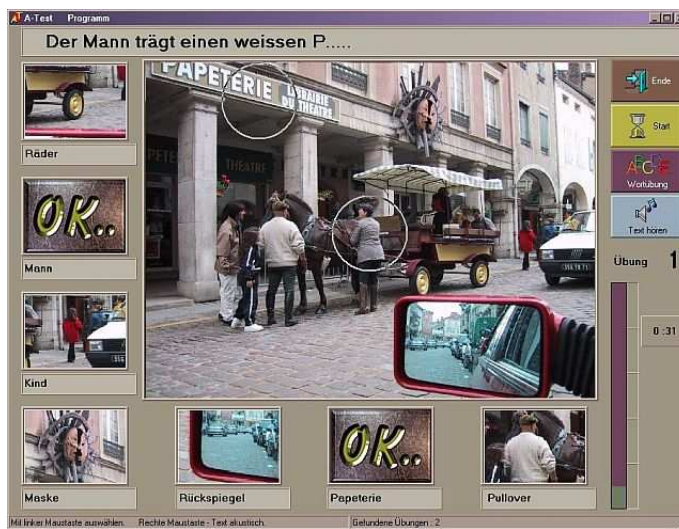 A-Test Programm
Der Mann trägt einen weissen P.....
PAPETERIE
LIBRAIRIE
DU THEATRE
THEATRE
Räder
OK..
Mann
Kind
Maske
Rückspiegel
OK..
Papeterie
Pullover
Ende
Start
ABCDE
Wortübung
Text hören
Übung 1
0 :31
Mit linker Maustaste auswählen. Rechte Maustaste - Text akustisch. Gefundene Übungen : 2